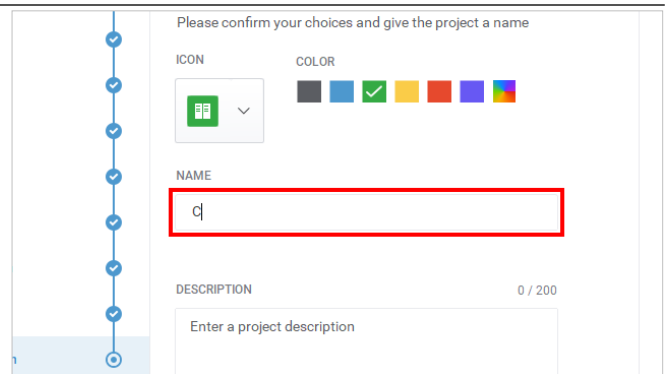 Please confirm your choices and give the project a name
ICON
COLOR
NAME
C
DESCRIPTION
0 / 200
Enter a project description
n